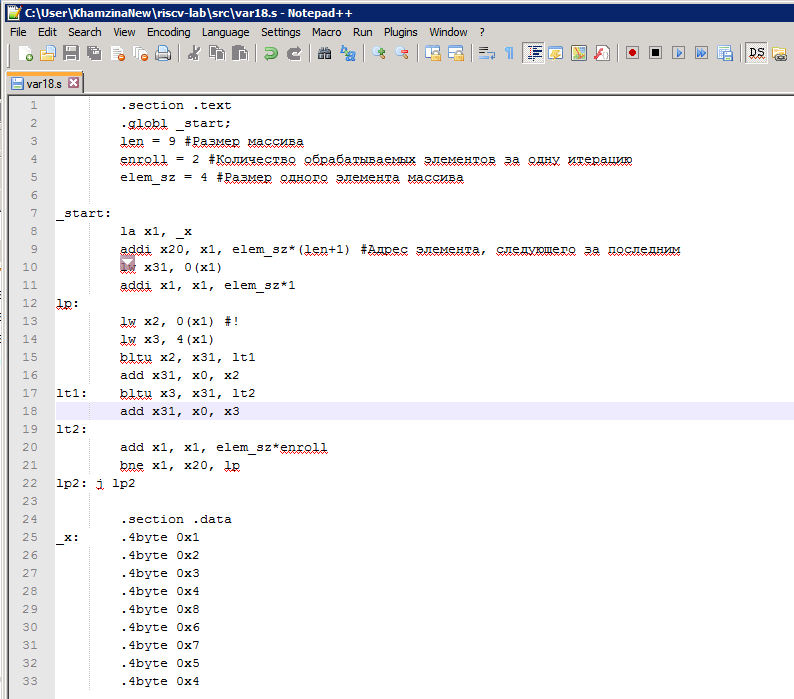 C:\User\KhamzinaNew\riscv-lab\src\var18.s - Notepad++
File Edit Search View Encoding Language Settings Macro Run Plugins Window ?
var18.s
1 .section .text
2 .globl _start;
3 len = 9 #Размер массива
4 enroll = 2 #Количество обрабатываемых элементов за одну итерацию
5 elem_sz = 4 #Размер одного элемента массива
6
7 _start:
8 la x1, _x
9 addi x20, x1, elem_sz*(len+1) #Адрес элемента, следующего за последним
10 lw x31, 0(x1)
11 addi x1, x1, elem_sz*1
12 lp:
13 lw x2, 0(x1) #!
14 lw x3, 4(x1)
15 bltu x2, x31, lt1
16 add x31, x0, x2
17 lt1: bltu x3, x31, lt2
18 add x31, x0, x3
19 lt2:
20 add x1, x1, elem_sz*enroll
21 bne x1, x20, lp
22 lp2: j lp2
23
24 .section .data
25 _x: .4byte 0x1
26 .4byte 0x2
27 .4byte 0x3
28 .4byte 0x4
29 .4byte 0x8
30 .4byte 0x6
31 .4byte 0x7
32 .4byte 0x5
33 .4byte 0x4